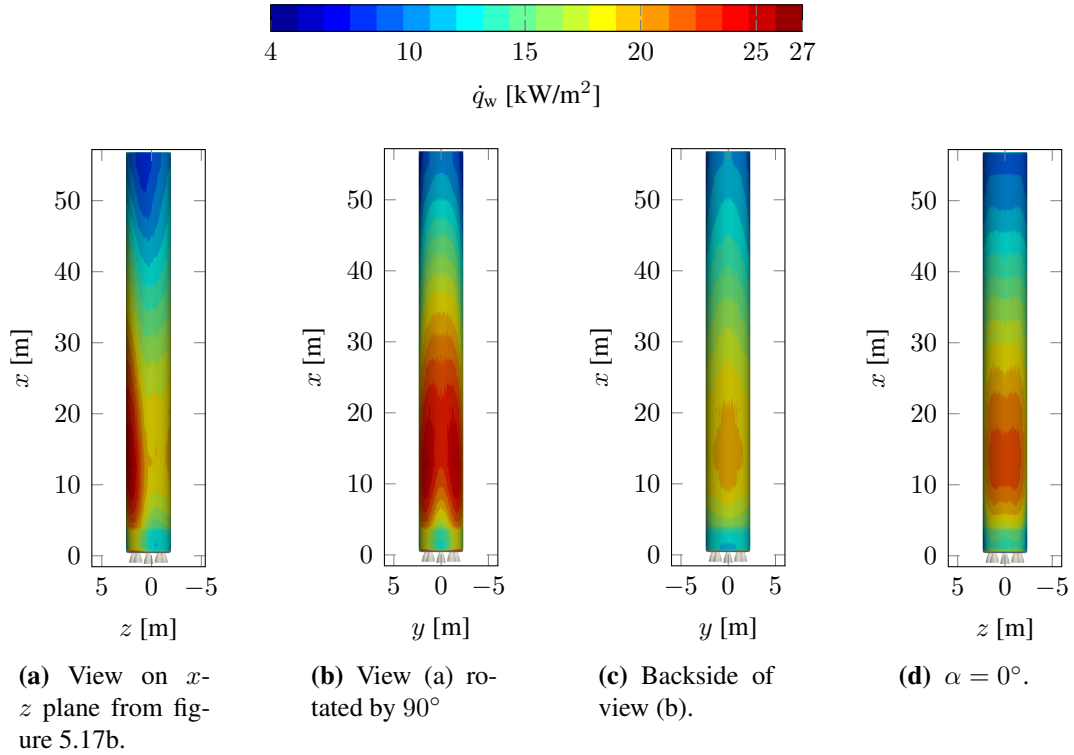 4 10 15 20 25 27
q̇w [kW/m²]
50
40
30
20
10
0
x [m]
5 0 −5
z [m]
(a) View on x-
z plane from fig-
ure 5.17b.
50
40
30
20
10
0
x [m]
5 0 −5
y [m]
(b) View (a) ro-
tated by 90°
50
40
30
20
10
0
x [m]
−5 0 5
y [m]
(c) Backside of
view (b).
50
40
30
20
10
0
x [m]
5 0 −5
z [m]
(d) α = 0°.